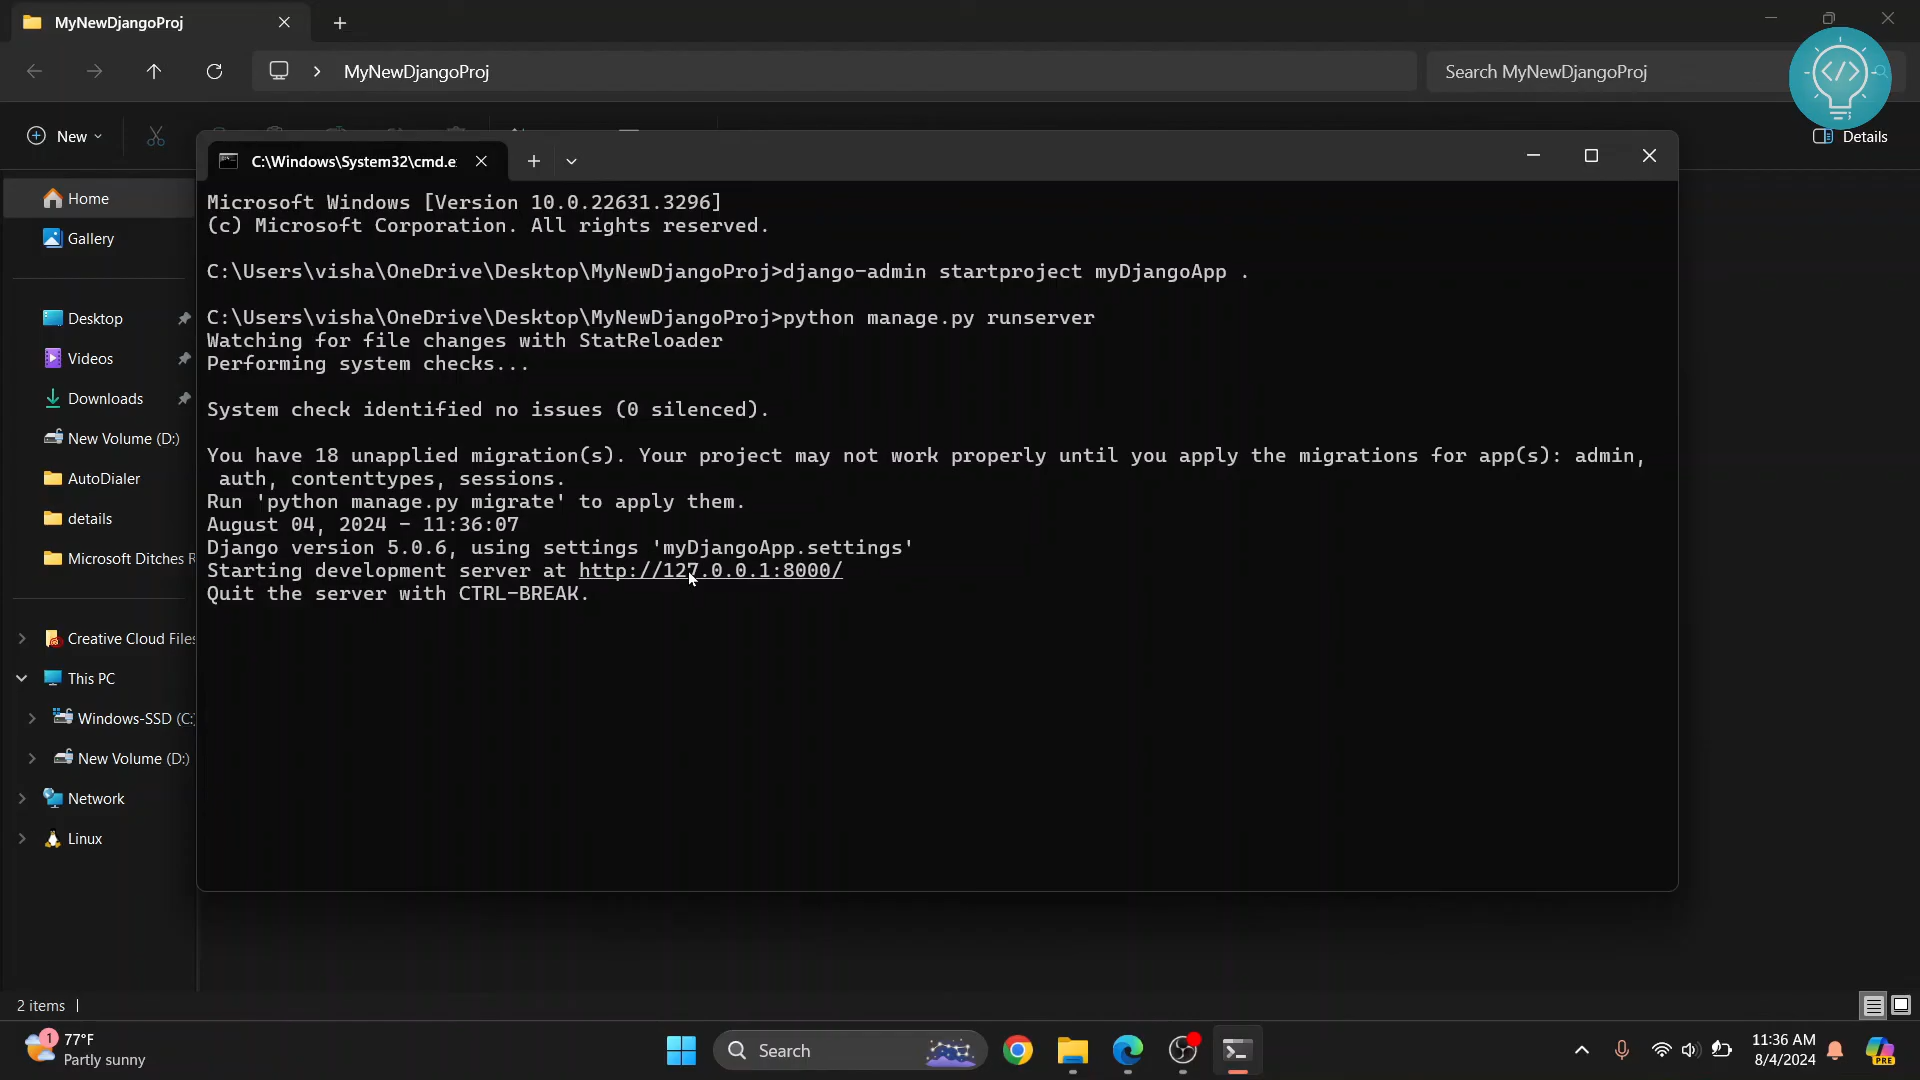 MyNewDjangoProj
MyNewDjangoProj
Search MyNewDjangoProj
New
Details
Home
Gallery
Desktop
Videos
Downloads
New Volume (D:)
AutoDialer
details
Microsoft Ditches R
Creative Cloud Files
This PC
Windows-SSD (C:
New Volume (D:)
Network
Linux
C:\Windows\System32\cmd.e
Microsoft Windows [Version 10.0.22631.3296]
(c) Microsoft Corporation. All rights reserved.
C:\Users\visha\OneDrive\Desktop\MyNewDjangoProj>django-admin startproject myDjangoApp .
C:\Users\visha\OneDrive\Desktop\MyNewDjangoProj>python manage.py runserver
Watching for file changes with StatReloader
Performing system checks...
System check identified no issues (0 silenced).
You have 18 unapplied migration(s). Your project may not work properly until you apply the migrations for app(s): admin,
auth, contenttypes, sessions.
Run 'python manage.py migrate' to apply them.
August 04, 2024 - 11:36:07
Django version 5.0.6, using settings 'myDjangoApp.settings'
Starting development server at http://127.0.0.1:8000/
Quit the server with CTRL-BREAK.
2 items
1
77°F
Partly sunny
Search
11:36 AM
8/4/2024
PRE